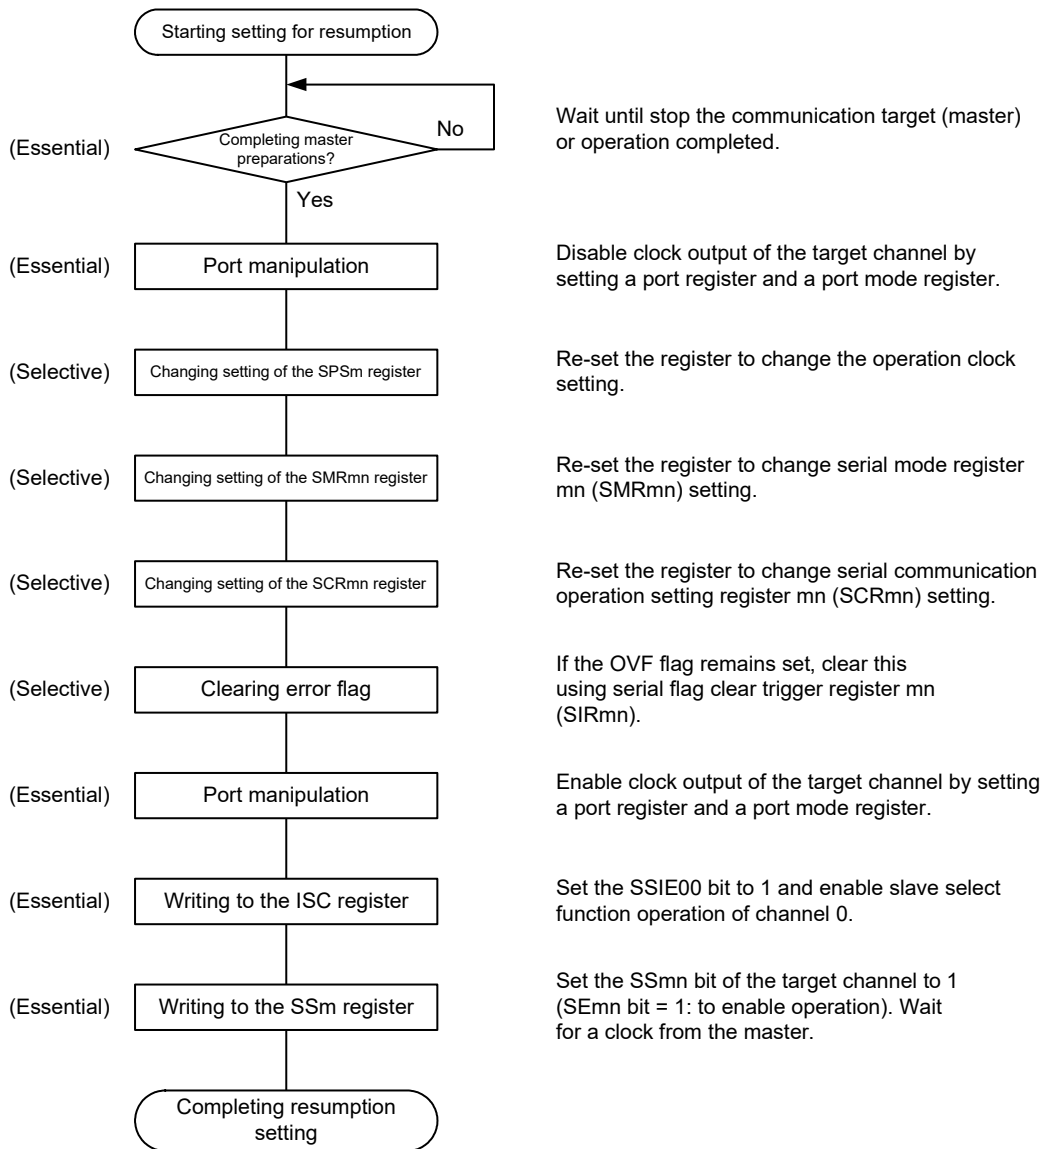 Starting setting for resumption
(Essential)
Completing master
preparations?
No
Wait until stop the communication target (master)
or operation completed.
Yes
(Essential)
Port manipulation
Disable clock output of the target channel by
setting a port register and a port mode register.
(Selective)
Changing setting of the SPSm register
Re-set the register to change the operation clock
setting.
(Selective)
Changing setting of the SMRmn register
Re-set the register to change serial mode register
mn (SMRmn) setting.
(Selective)
Changing setting of the SCRmn register
Re-set the register to change serial communication
operation setting register mn (SCRmn) setting.
(Selective)
Clearing error flag
If the OVF flag remains set, clear this
using serial flag clear trigger register mn
(SIRmn).
(Essential)
Port manipulation
Enable clock output of the target channel by setting
a port register and a port mode register.
(Essential)
Writing to the ISC register
Set the SSIE00 bit to 1 and enable slave select
function operation of channel 0.
(Essential)
Writing to the SSm register
Set the SSmn bit of the target channel to 1
(SEmn bit = 1: to enable operation). Wait
for a clock from the master.
Completing resumption
setting